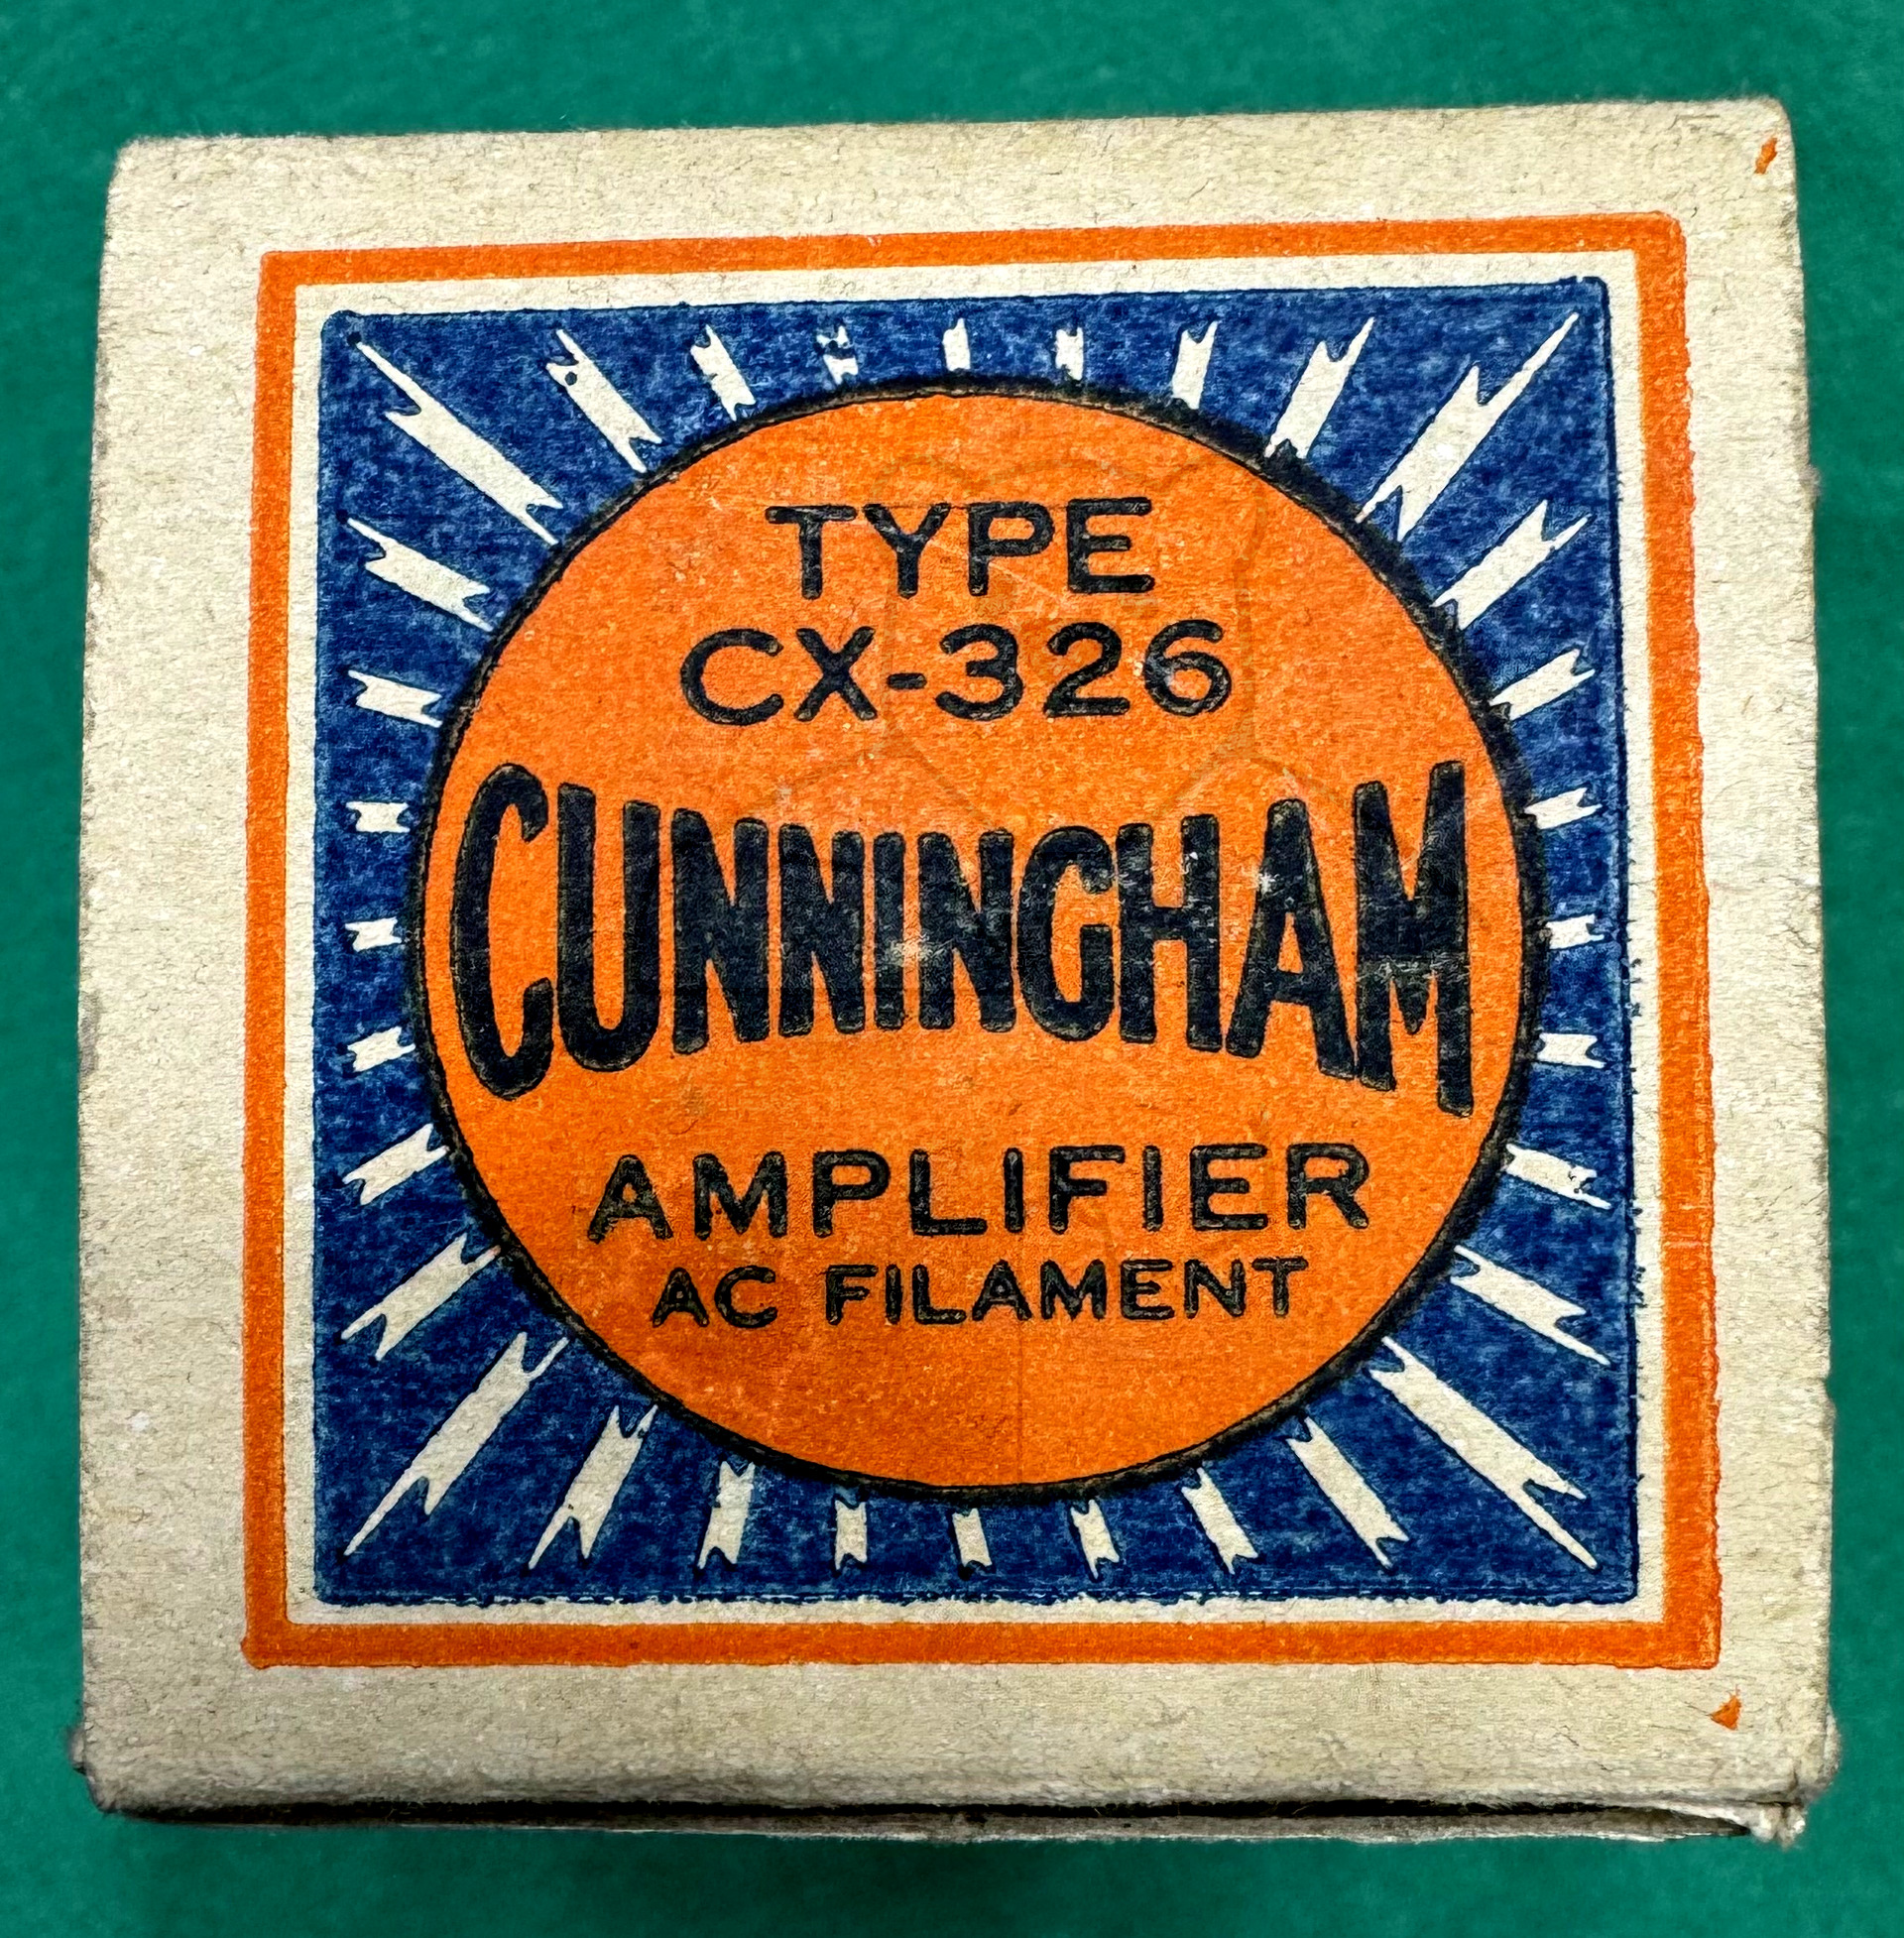 TYPE
CX-326
CUNNINGHAM
AMPLIFIER
AC FILAMENT